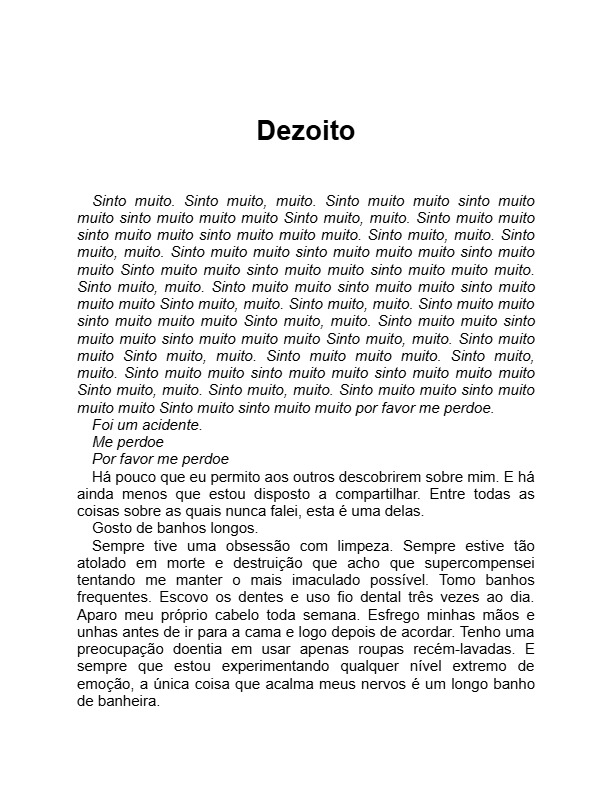 Dezoito
Sinto muito. Sinto muito, muito. Sinto muito muito sinto muito
muito sinto muito muito muito Sinto muito, muito. Sinto muito muito
sinto muito muito sinto muito muito muito. Sinto muito, muito. Sinto
muito, muito. Sinto muito muito sinto muito muito muito sinto muito
muito Sinto muito muito sinto muito muito sinto muito muito muito.
Sinto muito, muito. Sinto muito muito sinto muito muito sinto muito
muito muito Sinto muito, muito. Sinto muito, muito. Sinto muito muito
sinto muito muito muito Sinto muito, muito. Sinto muito muito sinto
muito muito sinto muito muito muito Sinto muito, muito. Sinto muito
muito Sinto muito, muito. Sinto muito muito muito. Sinto muito,
muito. Sinto muito muito sinto muito muito sinto muito muito muito
Sinto muito, muito. Sinto muito, muito. Sinto muito muito sinto muito
muito muito Sinto muito sinto muito muito por favor me perdoe.
Foi um acidente.
Me perdoe
Por favor me perdoe
Há pouco que eu permito aos outros descobrirem sobre mim. E há
ainda menos que estou disposto a compartilhar. Entre todas as
coisas sobre as quais nunca falei, esta é uma delas.
Gosto de banhos longos.
Sempre tive uma obsessão com limpeza. Sempre estive tão
atolado em morte e destruição que acho que supercompensei
tentando me manter o mais imaculado possível. Tomo banhos
frequentes. Escovo os dentes e uso fio dental três vezes ao dia.
Aparo meu próprio cabelo toda semana. Esfrego minhas mãos e
unhas antes de ir para a cama e logo depois de acordar. Tenho uma
preocupação doentia em usar apenas roupas recém-lavadas. E
sempre que estou experimentando qualquer nível extremo de
emoção, a única coisa que acalma meus nervos é um longo banho
de banheira.